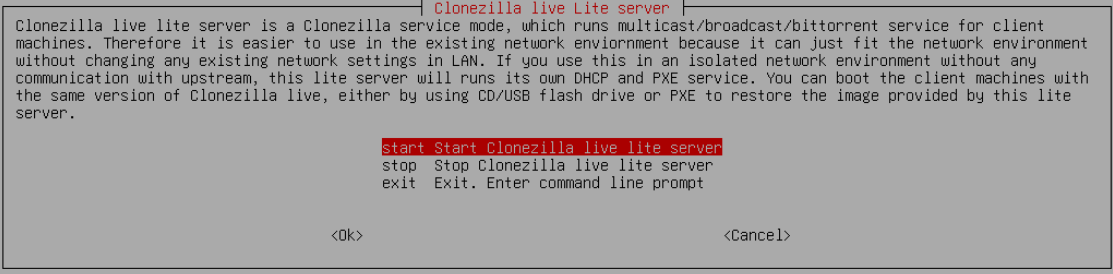 Clonezilla live Lite server
Clonezilla live lite server is a Clonezilla service mode, which runs multicast/broadcast/bittorrent service for client
machines. Therefore it is easier to use in the existing network enviornment because it can just fit the network environment
without changing any existing network settings in LAN. If you use this in an isolated network environment without any
communication with upstream, this lite server will runs its own DHCP and PXE service. You can boot the client machines with
the same version of Clonezilla live, either by using CD/USB flash drive or PXE to restore the image provided by this lite
server.
start Start Clonezilla live lite server
stop Stop Clonezilla live lite server
exit Exit. Enter command line prompt
<Ok> <Cancel>